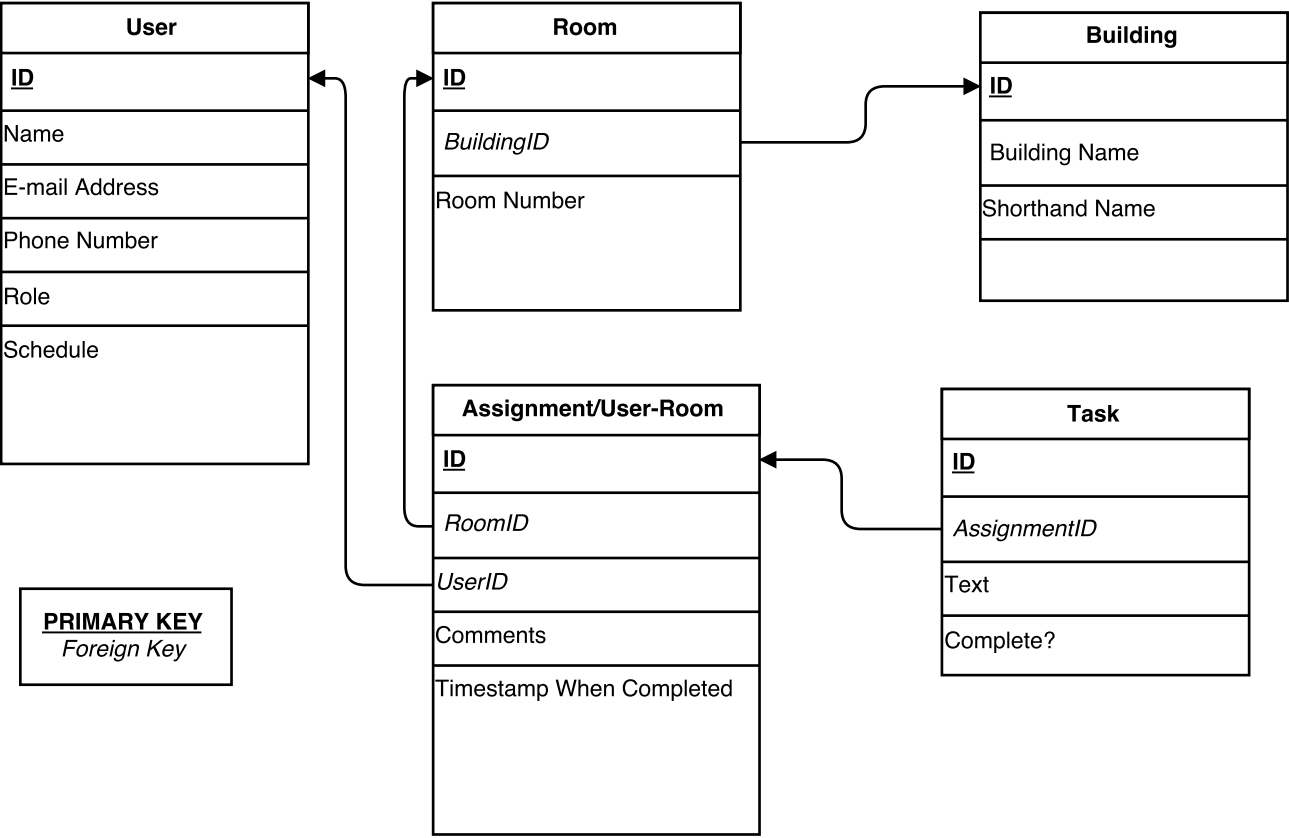 User
ID
Name
E-mail Address
Phone Number
Role
Schedule
Room
ID
BuildingID
Room Number
Building
ID
Building Name
Shorthand Name
Assignment/User-Room
ID
RoomID
UserID
Comments
Timestamp When Completed
Task
ID
AssignmentID
Text
Complete?
PRIMARY KEY
Foreign Key